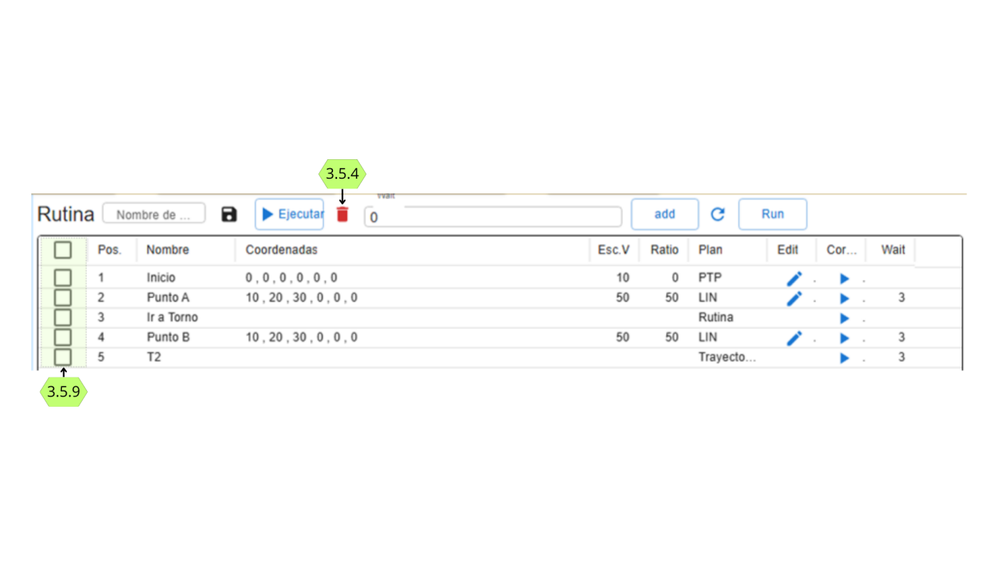 3.5.4
Wait
Rutina Nombre de ... Ejecutar 0 add Run
Pos. Nombre Coordenadas Esc.V Ratio Plan Edit Cor... Wait
1 Inicio 0 , 0 , 0 , 0 , 0 , 0 10 0 PTP . .
2 Punto A 10 , 20 , 30 , 0 , 0 , 0 50 50 LIN . . 3
3 Ir a Torno Rutina .
4 Punto B 10 , 20 , 30 , 0 , 0 , 0 50 50 LIN . . 3
5 T2 Trayecto... . 3
3.5.9